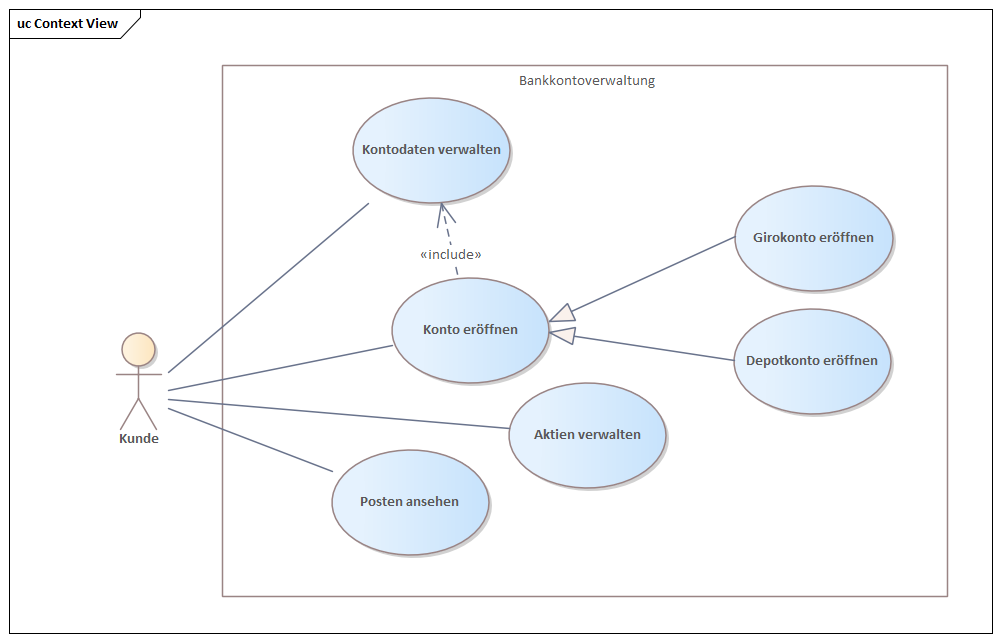 uc Context View
Bankkontoverwaltung
Kontodaten verwalten
Girokonto eröffnen
«include»
Konto eröffnen
Depotkonto eröffnen
Kunde
Aktien verwalten
Posten ansehen